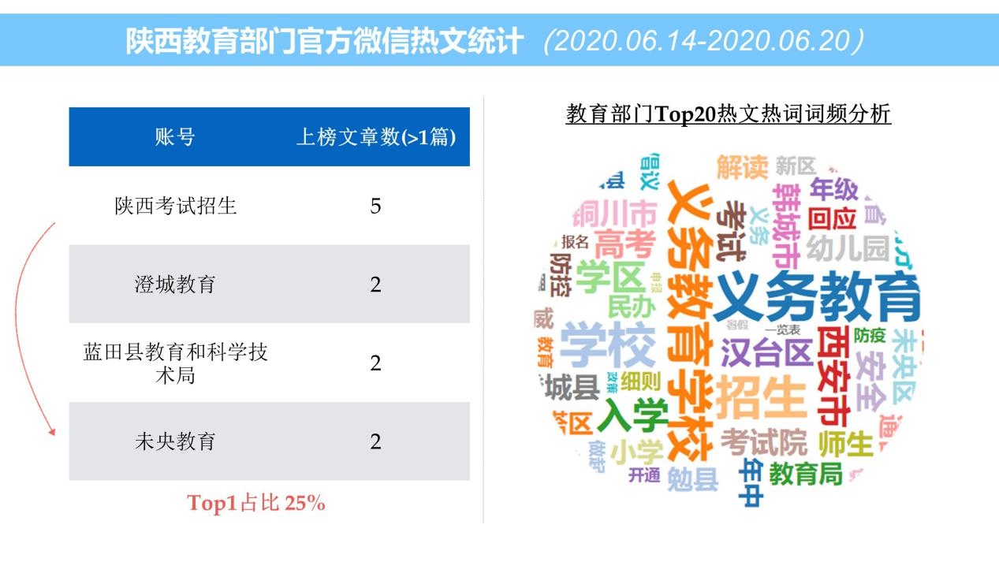 陕西教育部门官方微信热文统计（2020.06.14-2020.06.20）
账号 上榜文章数(>1篇)
陕西考试招生 5
澄城教育 2
蓝田县教育和科学技
术局 2
未央教育 2
Top1占比 25%
教育部门Top20热文热词词频分析
倡议
解读
新区
年级
韩城市
铜川市
义务教育学校
考试
义务
回应
省
报名
高考
幼儿园
防控
学区
申报
民办
义务教育
威
暑假
一览表
教育
学校
汉台区
西安市
防疫
未央区
安全
城县
政策
细则
招生
入学
区
考试院
师生
通
做好
小学
开通
勉县
年中
教育局